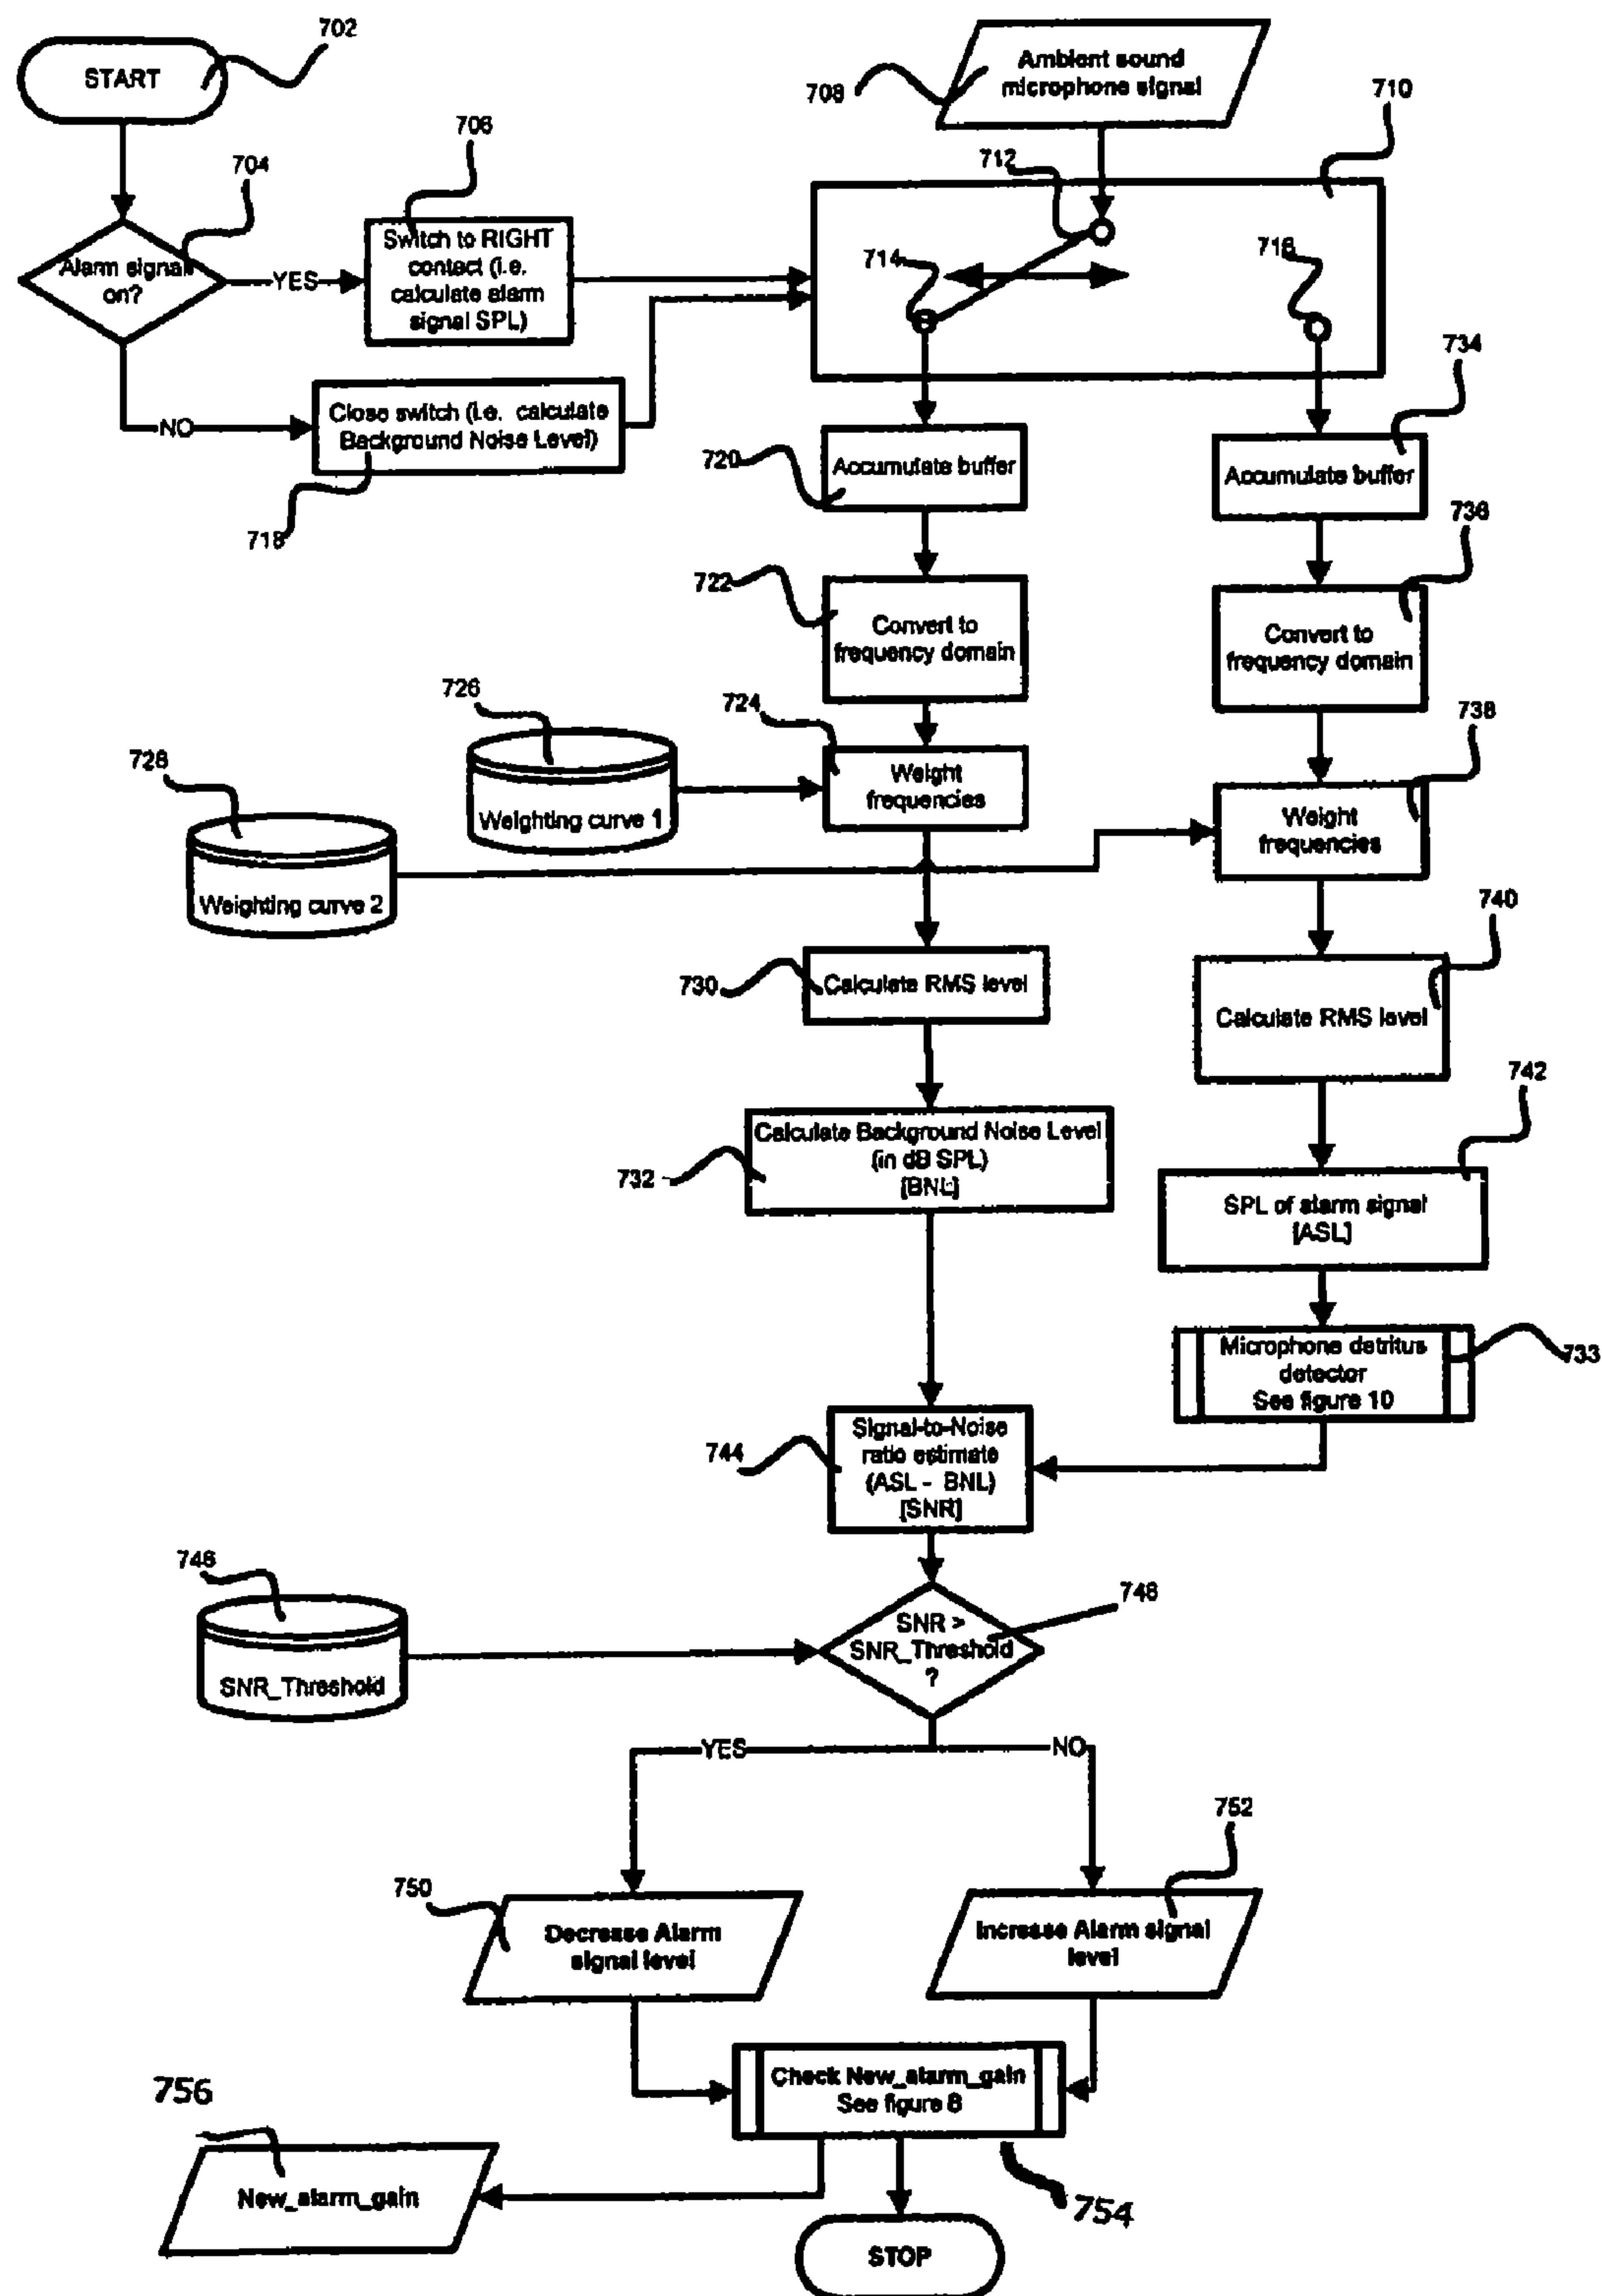 702
START
Ambient sound
microphone signal
708
710
706
704
712
Alarm signal
on?
YES
Switch to RIGHT
contact (i.e.
calculate alarm
signal SPL)
714
716
734
NO
Close switch (i.e. calculate
Background Noise Level)
718
720
Accumulate buffer
Accumulate buffer
736
722
Convert to
frequency domain
Convert to
frequency domain
726
724
738
728
Weight
frequencies
Weighting curve 1
Weight
frequencies
Weighting curve 2
740
730
Calculate RMS level
Calculate RMS level
742
Calculate Background Noise Level
(in dB SPL)
[BNL]
732
SPL of alarm signal
[ASL]
Microphone detritus
detector
See figure 10
733
744
Signal-to-Noise
ratio estimate
(ASL - BNL)
[SNR]
746
748
SNR >
SNR_Threshold
?
SNR_Threshold
YES
NO
752
750
Decrease Alarm
signal level
Increase Alarm signal
level
Check New_alarm_gain
See figure 8
756
New_alarm_gain
754
STOP